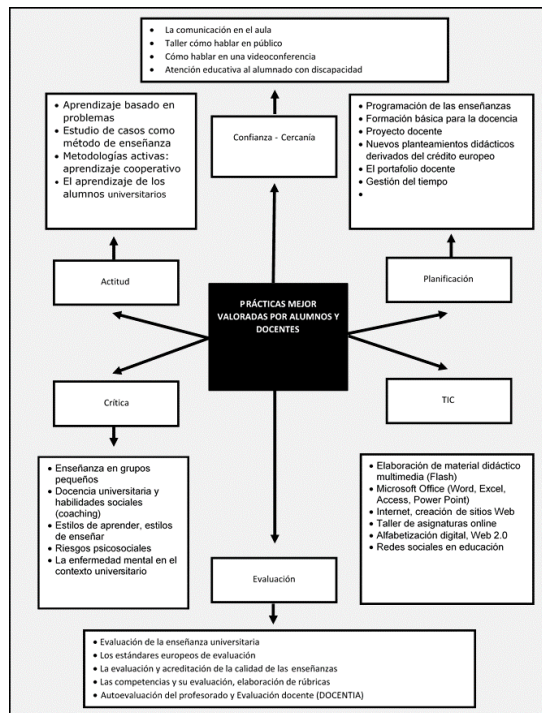 • La comunicación en el aula
• Taller cómo hablar en público
• Cómo hablar en una videoconferencia
• Atención educativa al alumnado con discapacidad
• Aprendizaje basado en
problemas
• Estudio de casos como
método de enseñanza
• Metodologías activas:
aprendizaje cooperativo
• El aprendizaje de los
alumnos universitarios
Confianza - Cercanía
• Programación de las enseñanzas
• Formación básica para la docencia
• Proyecto docente
• Nuevos planteamientos didácticos
derivados del crédito europeo
• El portafolio docente
• Gestión del tiempo
•
Actitud
PRÁCTICAS MEJOR
VALORADAS POR ALUMNOS Y
DOCENTES
Planificación
Crítica
TIC
• Enseñanza en grupos
pequeños
• Docencia universitaria y
habilidades sociales
(coaching)
• Estilos de aprender, estilos
de enseñar
• Riesgos psicosociales
• La enfermedad mental en el
contexto universitario
• Elaboración de material didáctico
multimedia (Flash)
• Microsoft Office (Word, Excel,
Access, Power Point)
• Internet, creación de sitios Web
• Taller de asignaturas online
• Alfabetización digital, Web 2.0
• Redes sociales en educación
Evaluación
• Evaluación de la enseñanza universitaria
• Los estándares europeos de evaluación
• La evaluación y acreditación de la calidad de las enseñanzas
• Las competencias y su evaluación, elaboración de rúbricas
• Autoevaluación del profesorado y Evaluación docente (DOCENTIA)